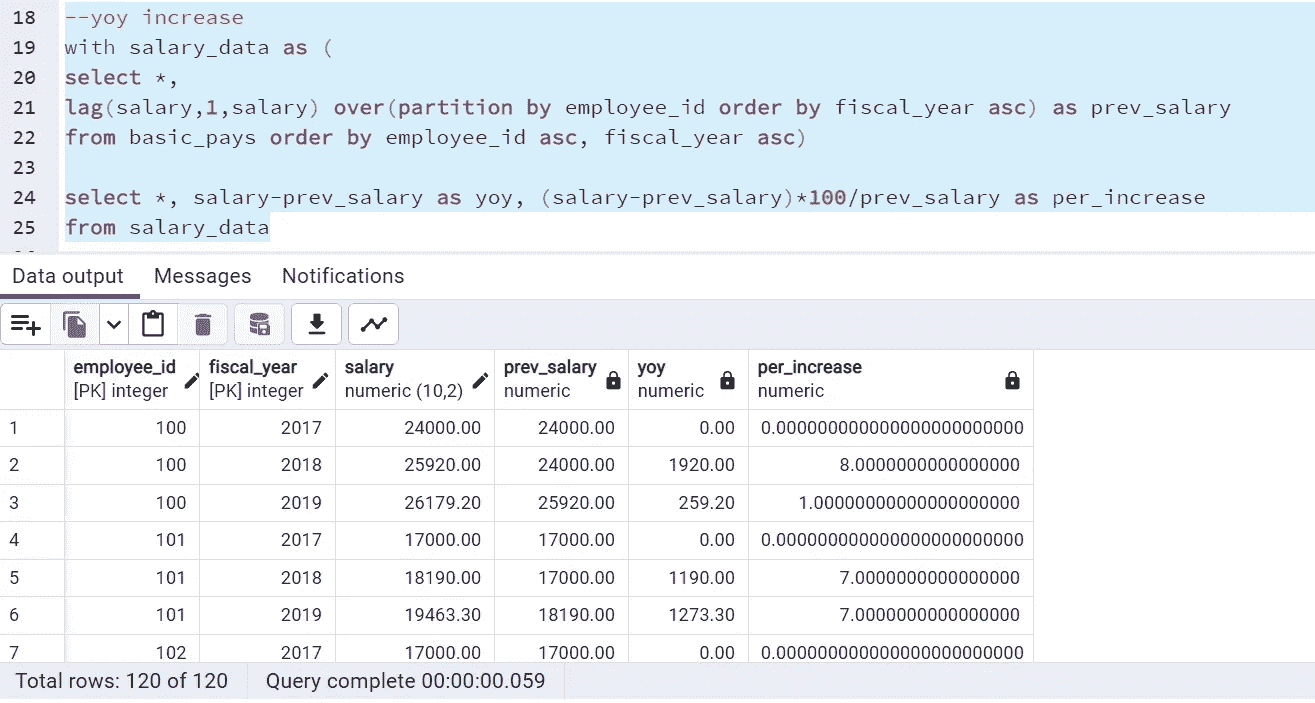 18 --yoy increase
19 with salary_data as (
20 select *,
21 lag(salary,1,salary) over(partition by employee_id order by fiscal_year asc) as prev_salary
22 from basic_pays order by employee_id asc, fiscal_year asc)
23
24 select *, salary-prev_salary as yoy, (salary-prev_salary)*100/prev_salary as per_increase
25 from salary_data
Data output Messages Notifications
employee_id fiscal_year salary prev_salary yoy per_increase
[PK] integer [PK] integer numeric (10,2) numeric numeric numeric
1 100 2017 24000.00 24000.00 0.00 0.000000000000000000000000
2 100 2018 25920.00 24000.00 1920.00 8.0000000000000000
3 100 2019 26179.20 25920.00 259.20 1.00000000000000000000
4 101 2017 17000.00 17000.00 0.00 0.000000000000000000000000
5 101 2018 18190.00 17000.00 1190.00 7.0000000000000000
6 101 2019 19463.30 18190.00 1273.30 7.0000000000000000
7 102 2017 17000.00 17000.00 0.00 0.000000000000000000000000
Total rows: 120 of 120 Query complete 00:00:00.059